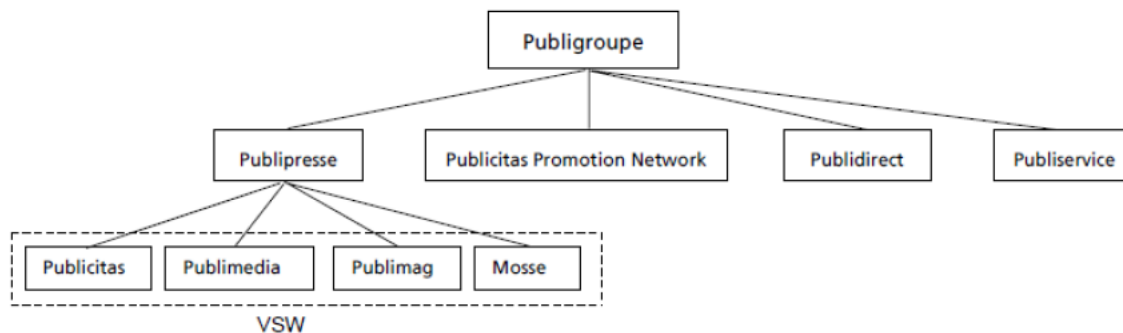 Publigroupe
Publipresse
Publicitas Promotion Network
Publidirect
Publiservice
Publicitas
Publimedia
Publimag
Mosse
VSW